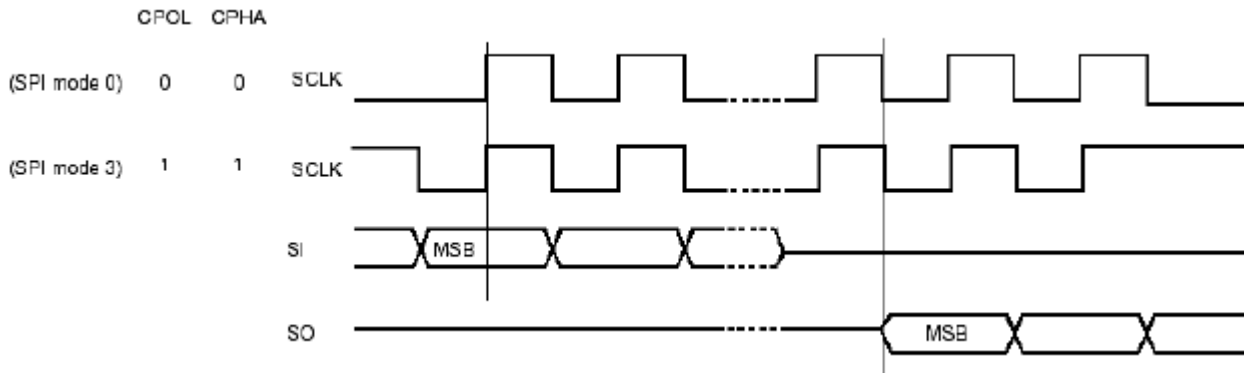 CPOL CPHA
(SPI mode 0) 0 0 SCLK
(SPI mode 3) 1 1 SCLK
SI MSB
SO MSB